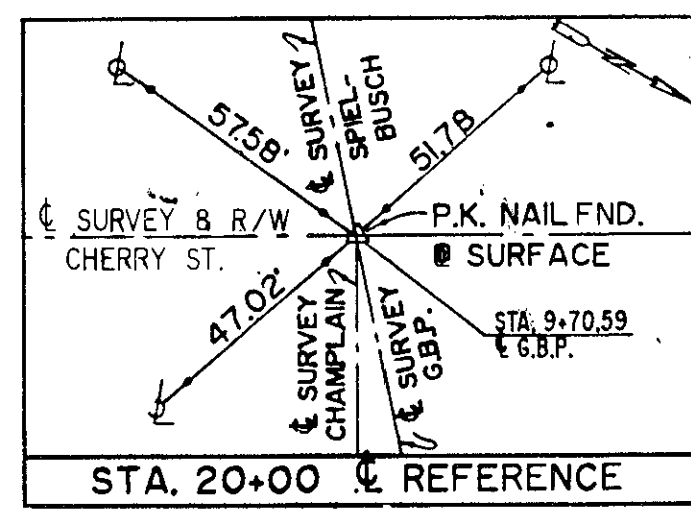 57.58'
℄ SURVEY
SPIEL-
BUSCH
51.78
N
℄ SURVEY & R/W
CHERRY ST.
P.K. NAIL FND.
@ SURFACE
47.02'
℄ SURVEY
CHAMPLAIN
℄ SURVEY
G.B.P.
STA. 9+70.59
℄ G.B.P.
STA. 20+00 ℄ REFERENCE